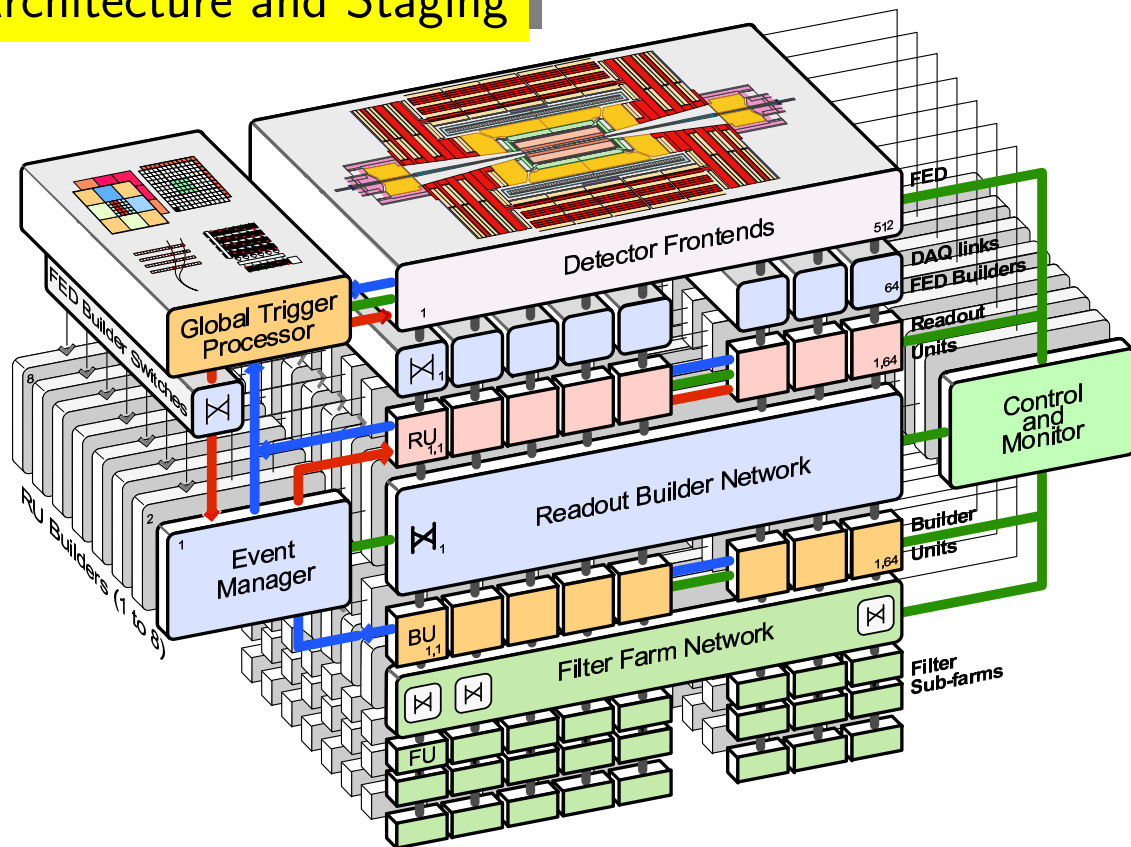 Architecture and Staging
FED
Detector Frontends
512
1
DAQ links
FED Builders
64
1
Readout
Units
1,64
RU
1,1
Global Trigger
Processor
FED Builder Switches
8
2
1
RU Builders (1 to 8)
Event
Manager
Readout Builder Network
1
Control
and
Monitor
Builder
Units
1,64
BU
1,1
Filter Farm Network
Filter
Sub-farms
FU